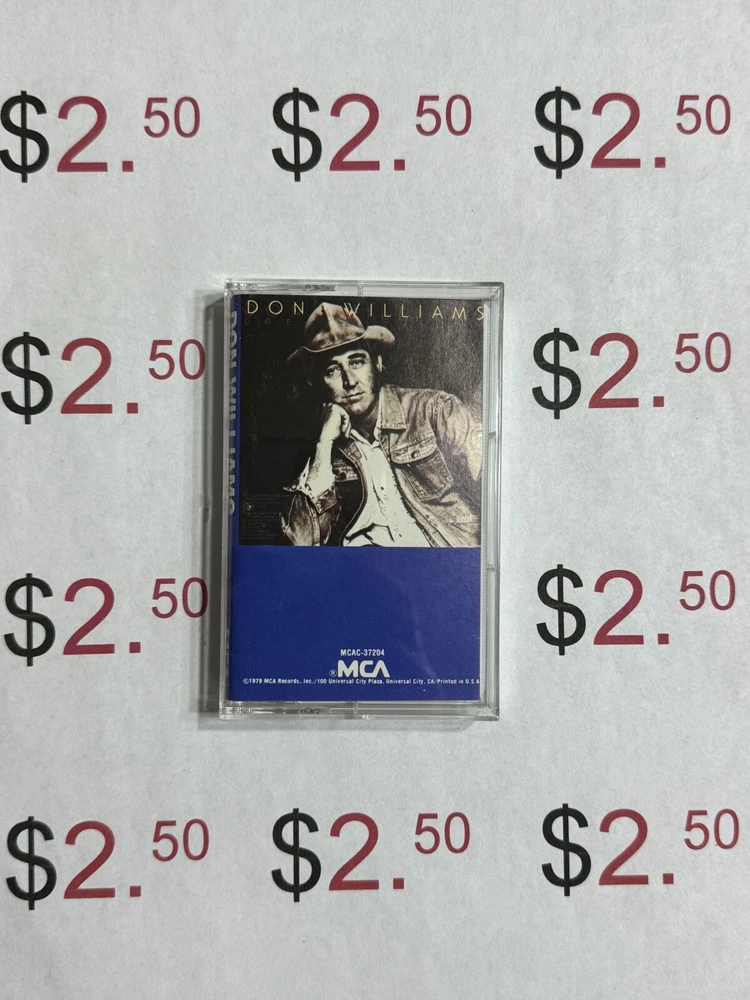 $2.50 $2.50 $2.50
DON WILLIAMS
$2.50 DON WILLIAMS $2.50
$2.50 $2.50
MCAC-37204
®MCA
©1979 MCA Records, Inc./100 Universal City Plaza, Universal City, CA/Printed in U.S.A
$2.50 $2.50 $2.50